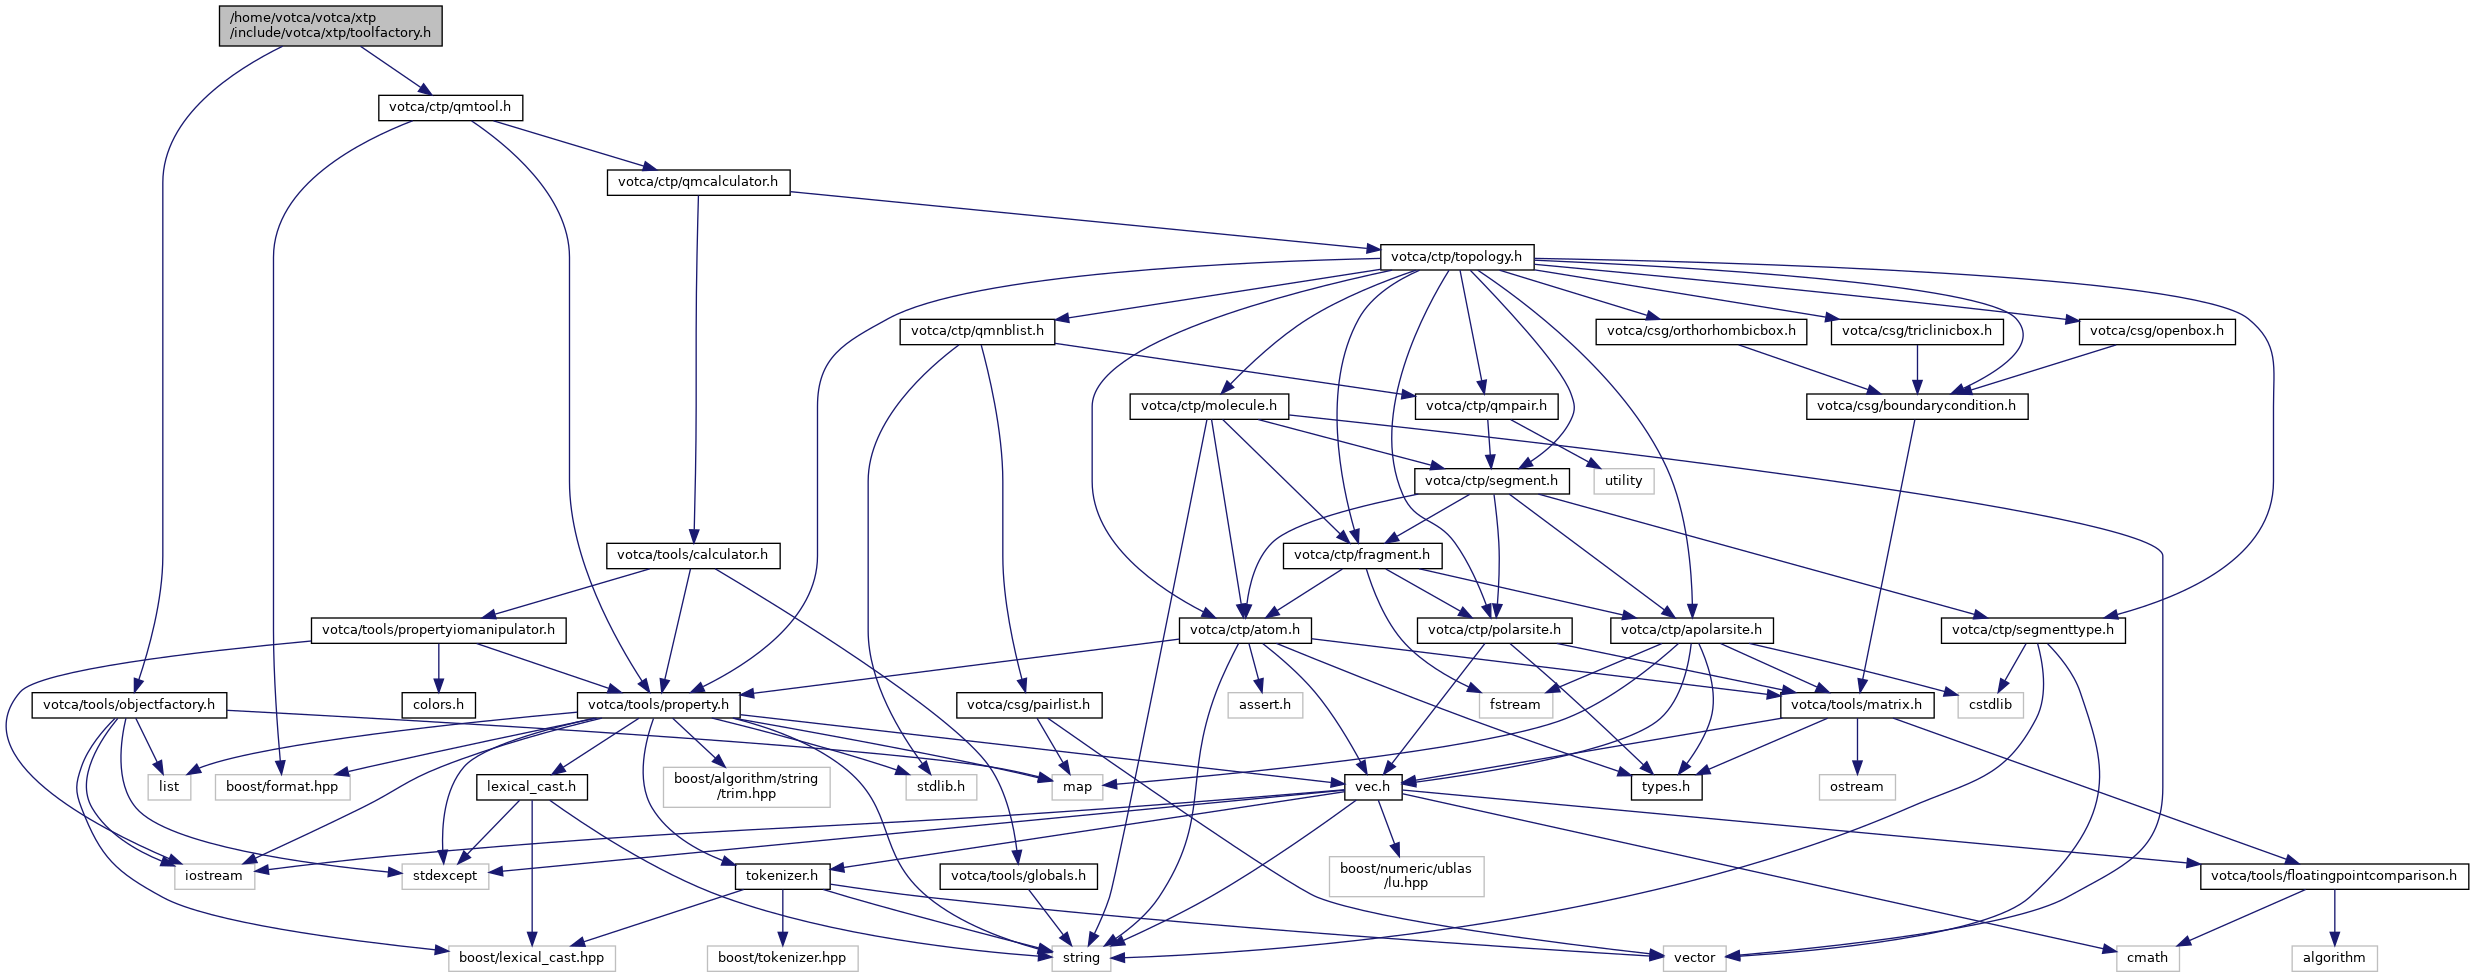 /home/votca/votca/xtp
/include/votca/xtp/toolfactory.h
votca/ctp/qmtool.h
votca/ctp/qmcalculator.h
votca/ctp/topology.h
votca/ctp/qmnblist.h
votca/csg/orthorhombicbox.h
votca/csg/triclinicbox.h
votca/csg/openbox.h
votca/ctp/molecule.h
votca/ctp/qmpair.h
votca/csg/boundarycondition.h
votca/ctp/segment.h
utility
votca/tools/calculator.h
votca/ctp/fragment.h
votca/tools/propertyiomanipulator.h
votca/ctp/atom.h
votca/ctp/polarsite.h
votca/ctp/apolarsite.h
votca/ctp/segmenttype.h
votca/tools/objectfactory.h
colors.h
votca/tools/property.h
votca/csg/pairlist.h
assert.h
fstream
votca/tools/matrix.h
cstdlib
list
boost/format.hpp
lexical_cast.h
boost/algorithm/string
/trim.hpp
stdlib.h
map
vec.h
types.h
ostream
iostream
stdexcept
tokenizer.h
votca/tools/globals.h
boost/numeric/ublas
/lu.hpp
votca/tools/floatingpointcomparison.h
boost/lexical_cast.hpp
boost/tokenizer.hpp
string
vector
cmath
algorithm